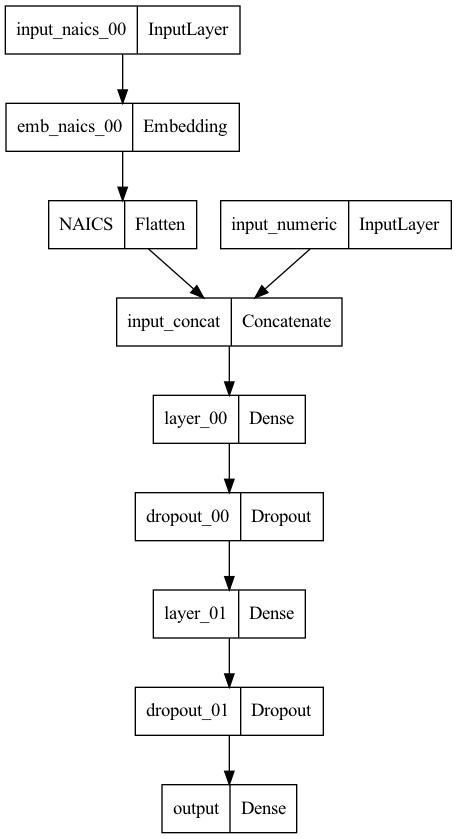 input_naics_00 InputLayer
emb_naics_00 Embedding
NAICS Flatten input_numeric InputLayer
input_concat Concatenate
layer_00 Dense
dropout_00 Dropout
layer_01 Dense
dropout_01 Dropout
output Dense